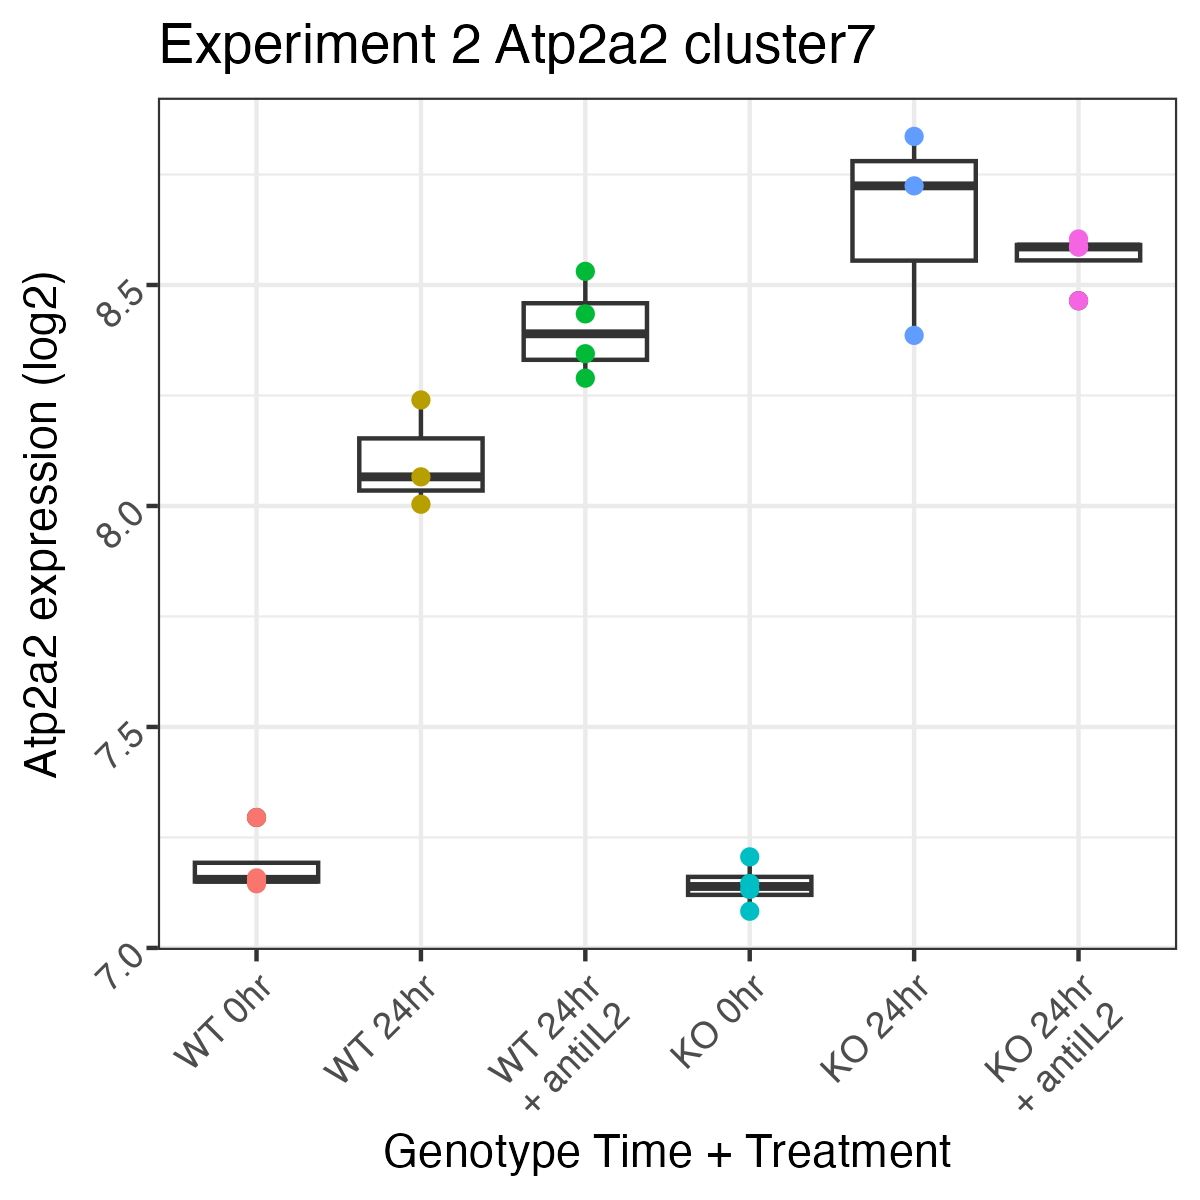 Experiment 2 Atp2a2 cluster7
Atp2a2 expression (log2)
8.5
8.0
7.5
7.0
WT 0hr
WT 24hr
WT 24hr
+ antiIL2
KO 0hr
KO 24hr
KO 24hr
+ antiIL2
Genotype Time + Treatment